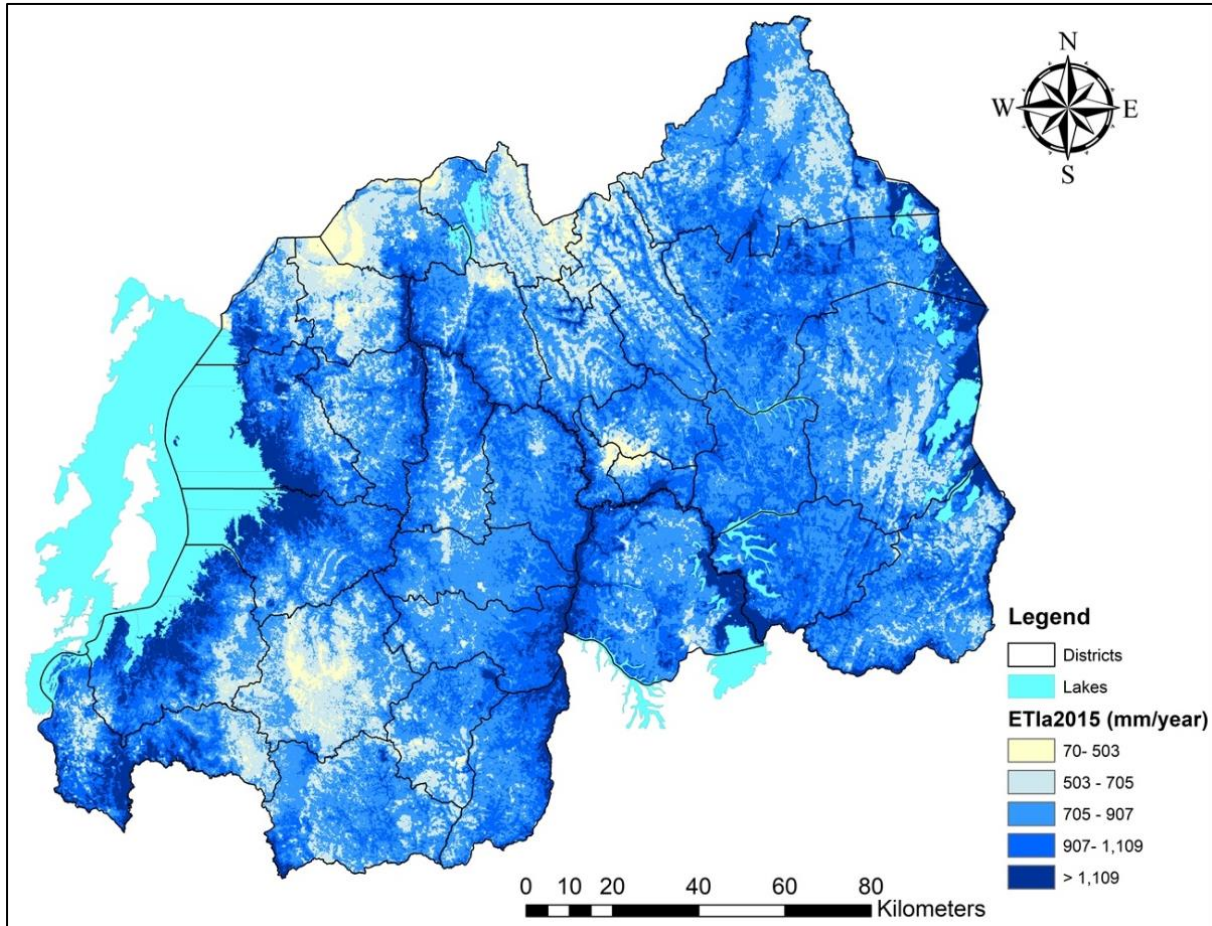 N
W E
S
Legend
Districts
Lakes
ETIa2015 (mm/year)
70- 503
503 - 705
705 - 907
907- 1,109
> 1,109
0 10 20 40 60 80
Kilometers